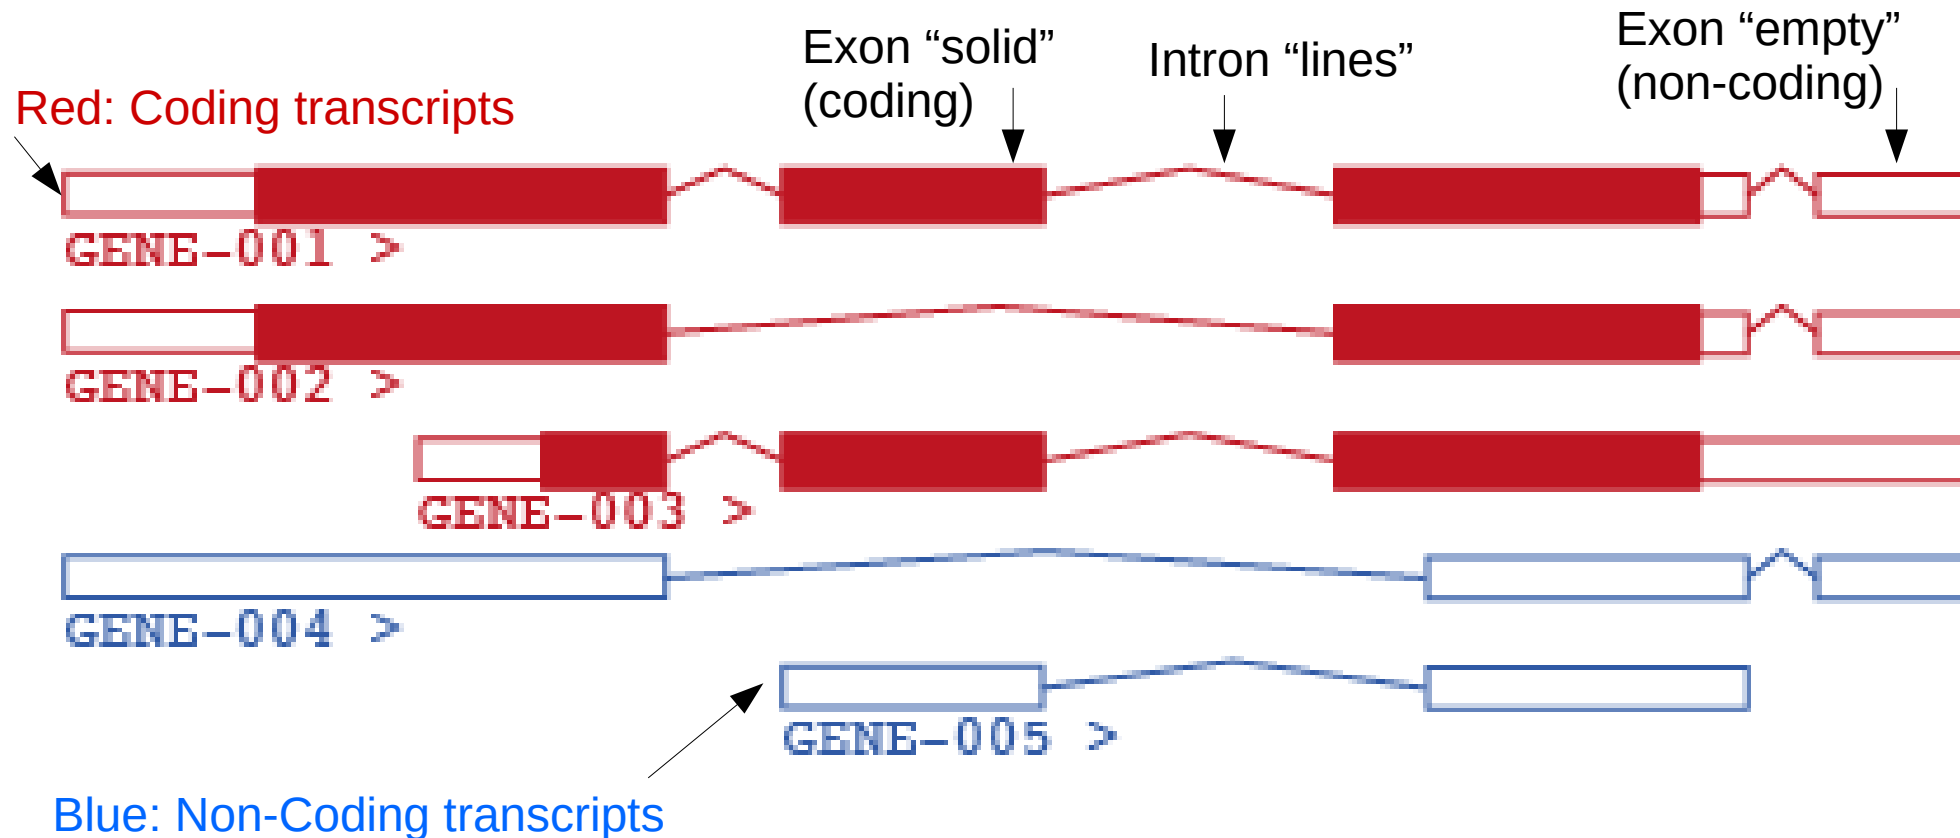 Exon “empty”
(non-coding)
Exon “solid”
(coding)
Intron “lines”
Red: Coding transcripts
GENE-001 >
GENE-002 >
GENE-003 >
GENE-004 >
GENE-005 >
Blue: Non-Coding transcripts